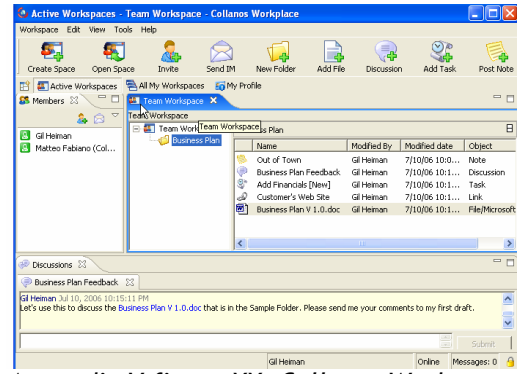 Active Workspaces - Team Workspace - Collanos Workplace
Workspace Edit View Tools Help
Create Space Open Space Invite Send IM New Folder Add File Discussion Add Task Post Note
Active Workspaces All My Workspaces My Profile
Members Team Workspace
Team Workspace
Team Work Team Workspace ss Plan
Business Plan
Gil Heiman
Matteo Fabiano (Col...
Name Modified By Modified date Object
Out of Town Gil Heiman 7/10/06 10:0... Note
Business Plan Feedback Gil Heiman 7/10/06 10:1... Discussion
Add Financials [New] Gil Heiman 7/10/06 10:1... Task
Customer's Web Site Gil Heiman 7/10/06 10:1... Link
Business Plan V 1.0.doc Gil Heiman 7/10/06 10:1... File/Microsoft
Discussions
Business Plan Feedback
Gil Heiman Jul 10, 2006 10:15:11 PM
Let's use this to discuss the Business Plan V 1.0.doc that is in the Sample Folder. Please send me your comments to my first draft.
Submit
Gil Heiman Online Messages: 0